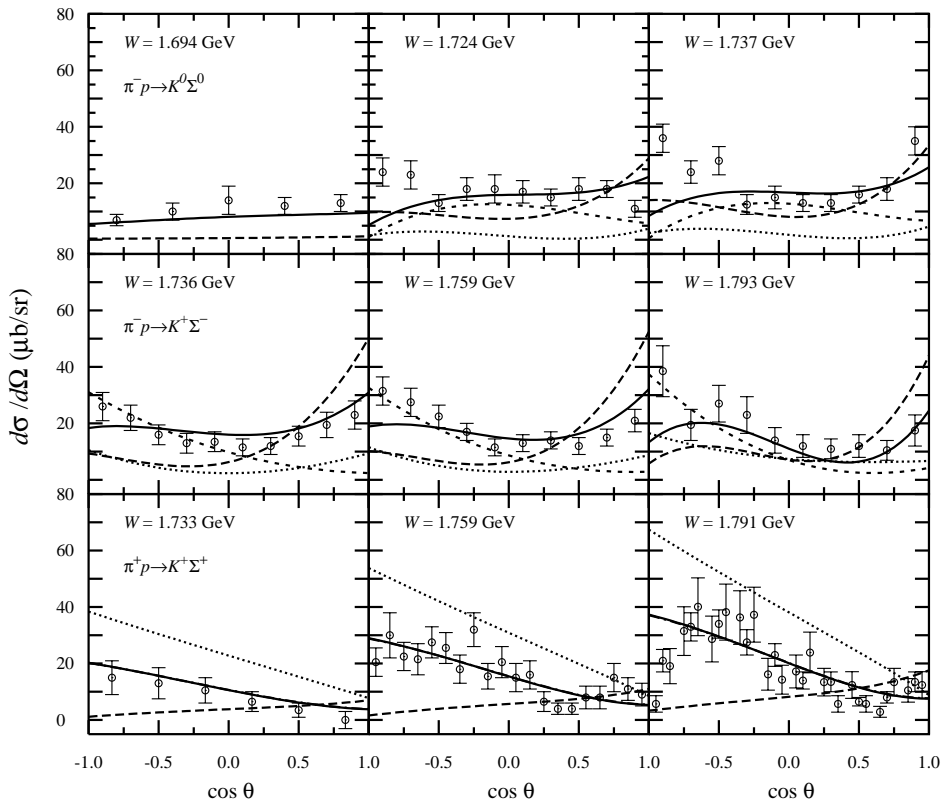 80
W = 1.694 GeV
W = 1.724 GeV
W = 1.737 GeV
π⁻p→K⁰Σ⁰
60
40
20
80
W = 1.736 GeV
W = 1.759 GeV
W = 1.793 GeV
π⁻p→K⁺Σ⁻
60
40
20
dσ/dΩ (μb/sr)
80
W = 1.733 GeV
W = 1.759 GeV
W = 1.791 GeV
π⁺p→K⁺Σ⁺
60
40
20
0
-1.0 -0.5 0.0 0.5 1.0 -0.5 0.0 0.5 1.0 -0.5 0.0 0.5 1.0
cos θ cos θ cos θ